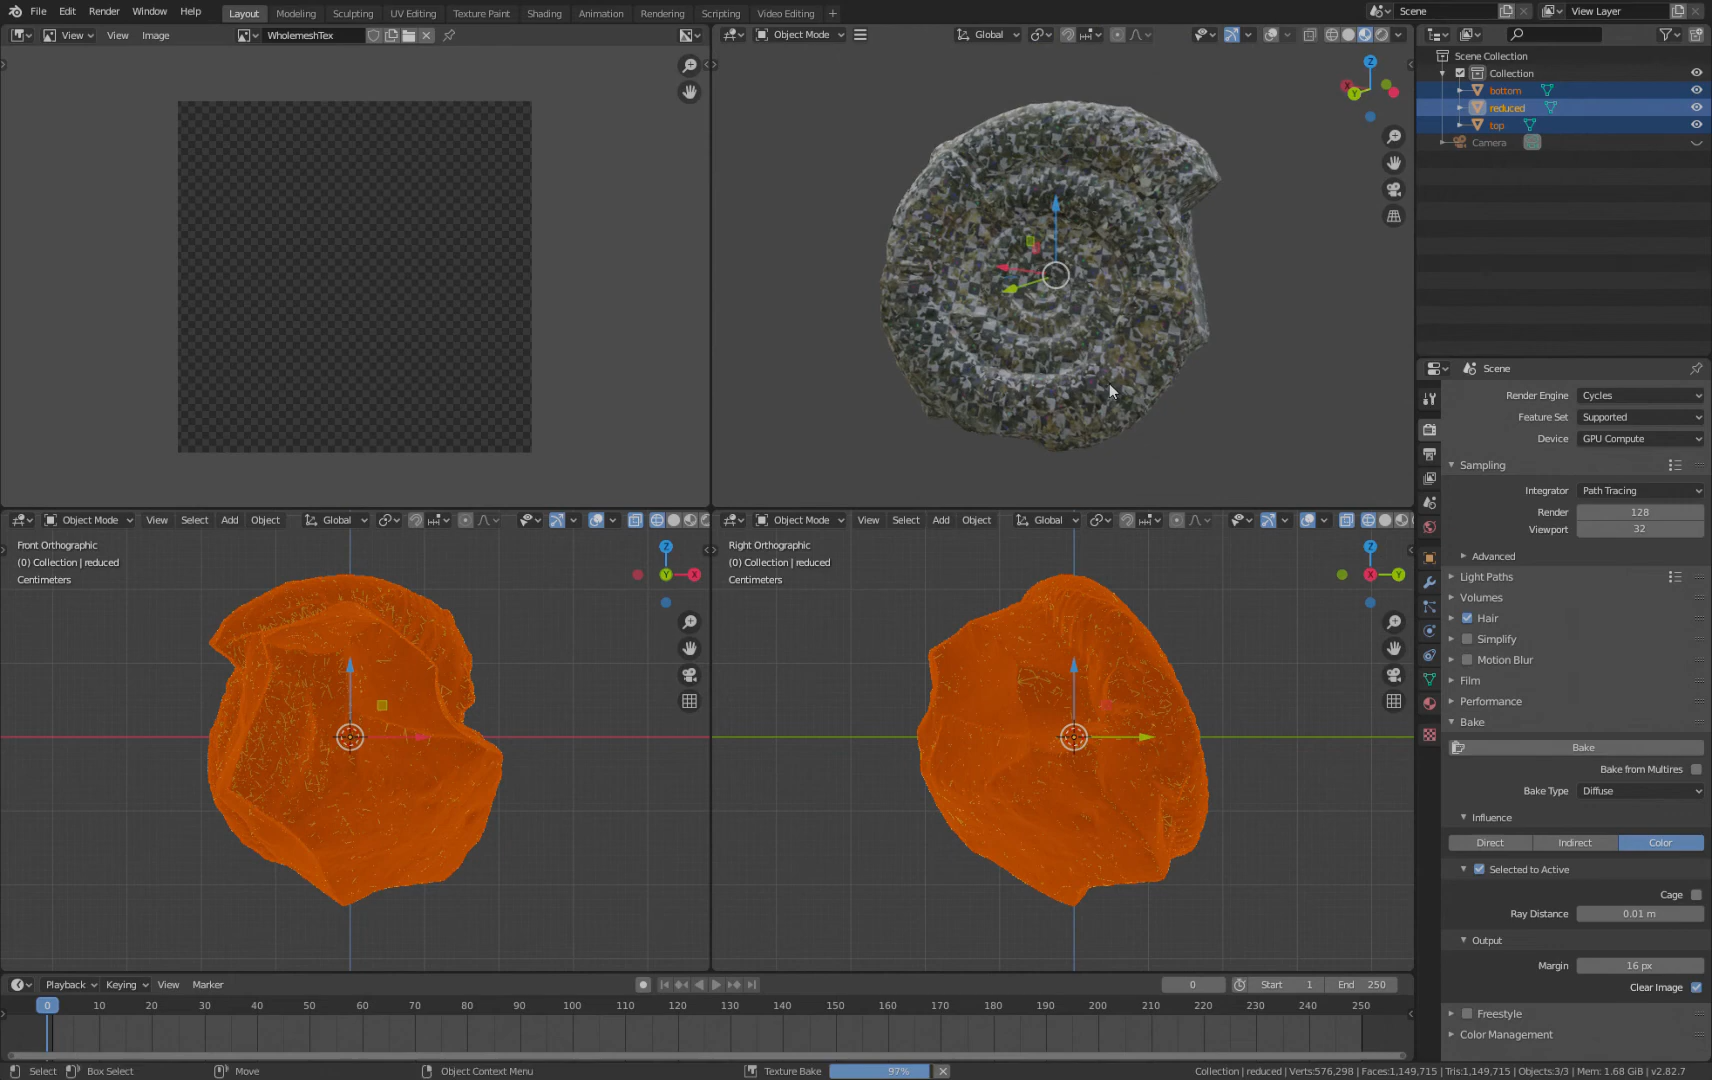 File Edit Render Window Help Layout Modeling Sculpting UV Editing Texture Paint Shading Animation Rendering Scripting Video Editing +
Scene View Layer
View View Image WholemeshTex
Object Mode Global
Scene Collection
Collection
bottom
reduced
top
Camera
Scene
Render Engine Cycles
Feature Set Supported
Device GPU Compute
Sampling
Integrator Path Tracing
Render 128
Viewport 32
Advanced
Light Paths
Volumes
Hair
Simplify
Motion Blur
Film
Performance
Bake
Bake
Bake from Multires
Bake Type Diffuse
Influence
Direct Indirect Color
Selected to Active
Cage
Ray Distance 0.01 m
Output
Margin 16 px
Clear Image
Freestyle
Color Management
Z
X
Y
Object Mode View Select Add Object Global
Front Orthographic
(0) Collection | reduced
Centimeters
Z
Y
X
Object Mode View Select Add Object Global
Right Orthographic
(0) Collection | reduced
Centimeters
Z
X
Y
Playback Keying View Marker 0 Start 1 End 250
0 10 20 30 40 50 60 70 80 90 100 110 120 130 140 150 160 170 180 190 200 210 220 230 240 250
Select Box Select Move Object Context Menu Texture Bake 97% Collection | reduced | Verts:576,298 | Faces:1,149,715 | Tris:1,149,715 | Objects:3/3 | Mem: 1.68 GiB | v2.82.7